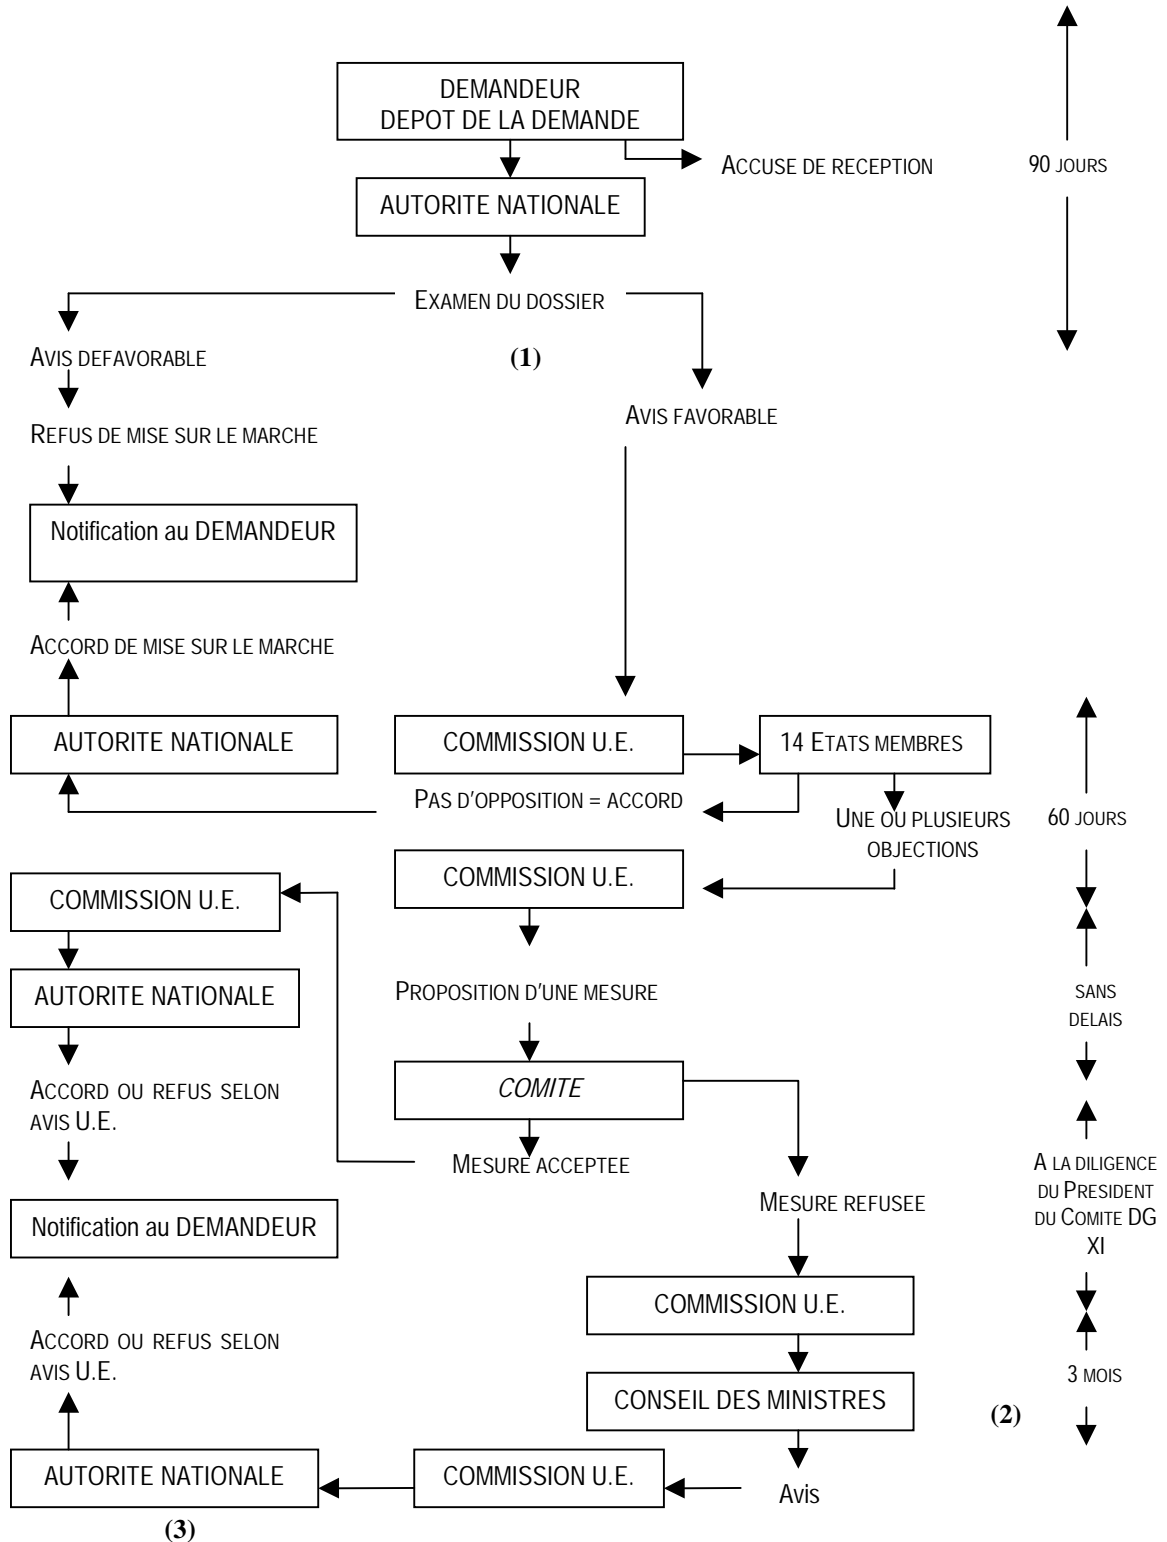 DEMANDEUR
DEPOT DE LA DEMANDE
ACCUSE DE RECEPTION
90 JOURS
AUTORITE NATIONALE
EXAMEN DU DOSSIER
(1)
AVIS DEFAVORABLE
AVIS FAVORABLE
REFUS DE MISE SUR LE MARCHE
Notification au DEMANDEUR
ACCORD DE MISE SUR LE MARCHE
AUTORITE NATIONALE
COMMISSION U.E.
14 ETATS MEMBRES
PAS D'OPPOSITION = ACCORD
UNE OU PLUSIEURS
OBJECTIONS
60 JOURS
COMMISSION U.E.
COMMISSION U.E.
AUTORITE NATIONALE
PROPOSITION D'UNE MESURE
SANS
DELAIS
COMITE
ACCORD OU REFUS SELON
AVIS U.E.
MESURE ACCEPTEE
A LA DILIGENCE
DU PRESIDENT
DU COMITE DG
XI
MESURE REFUSEE
Notification au DEMANDEUR
COMMISSION U.E.
ACCORD OU REFUS SELON
AVIS U.E.
3 MOIS
CONSEIL DES MINISTRES
(2)
AUTORITE NATIONALE
COMMISSION U.E.
Avis
(3)